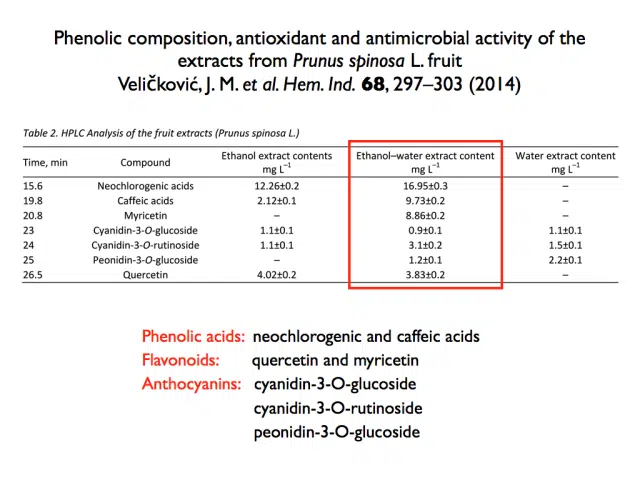 Phenolic composition, antioxidant and antimicrobial activity of the
extracts from Prunus spinosa L. fruit
Veličković, J. M. et al. Hem. Ind. 68, 297–303 (2014)
Table 2. HPLC Analysis of the fruit extracts (Prunus spinosa L.)
Time, min Compound Ethanol extract contents mg L–1 Ethanol–water extract content mg L–1 Water extract content mg L–1
15.6 Neochlorogenic acids 12.26±0.2 16.95±0.3 –
19.8 Caffeic acids 2.12±0.1 9.73±0.2 –
20.8 Myricetin – 8.86±0.2 –
23 Cyanidin-3-O-glucoside 1.1±0.1 0.9±0.1 1.1±0.1
24 Cyanidin-3-O-rutinoside 1.1±0.1 3.1±0.2 1.5±0.1
25 Peonidin-3-O-glucoside – 1.2±0.1 2.2±0.1
26.5 Quercetin 4.02±0.2 3.83±0.2 –
Phenolic acids: neochlorogenic and caffeic acids
Flavonoids: quercetin and myricetin
Anthocyanins: cyanidin-3-O-glucoside
cyanidin-3-O-rutinoside
peonidin-3-O-glucoside